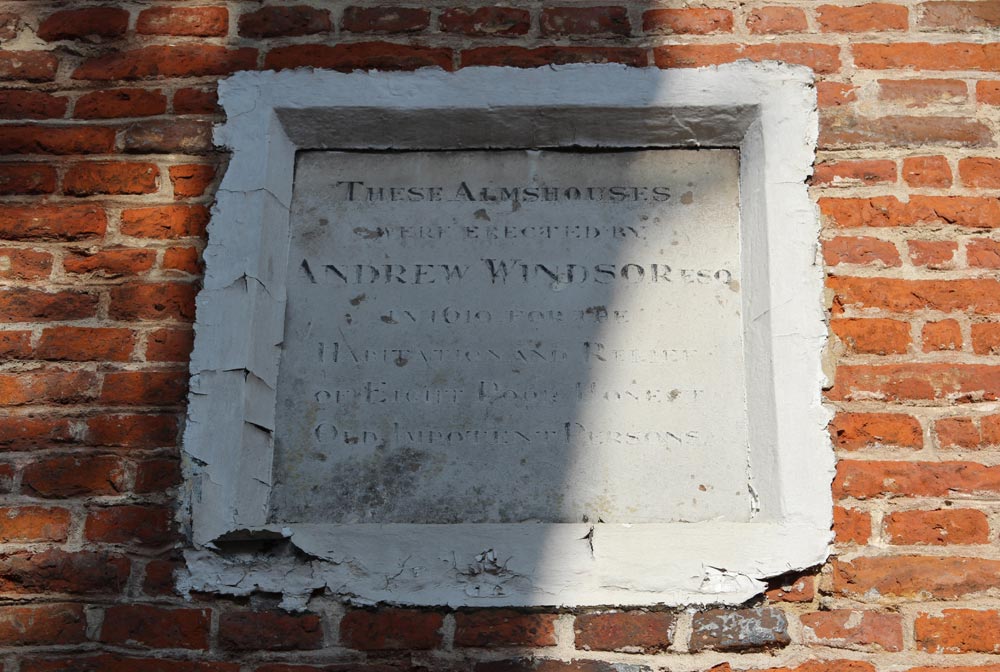 THESE ALMSHOUSES
WERE ERECTED BY
ANDREW WINDSOR ESQ
IN 1619 FOR THE
HABITATION AND RELIEF
OF EIGHT POOR HONEST
OLD IMPOTENT PERSONS